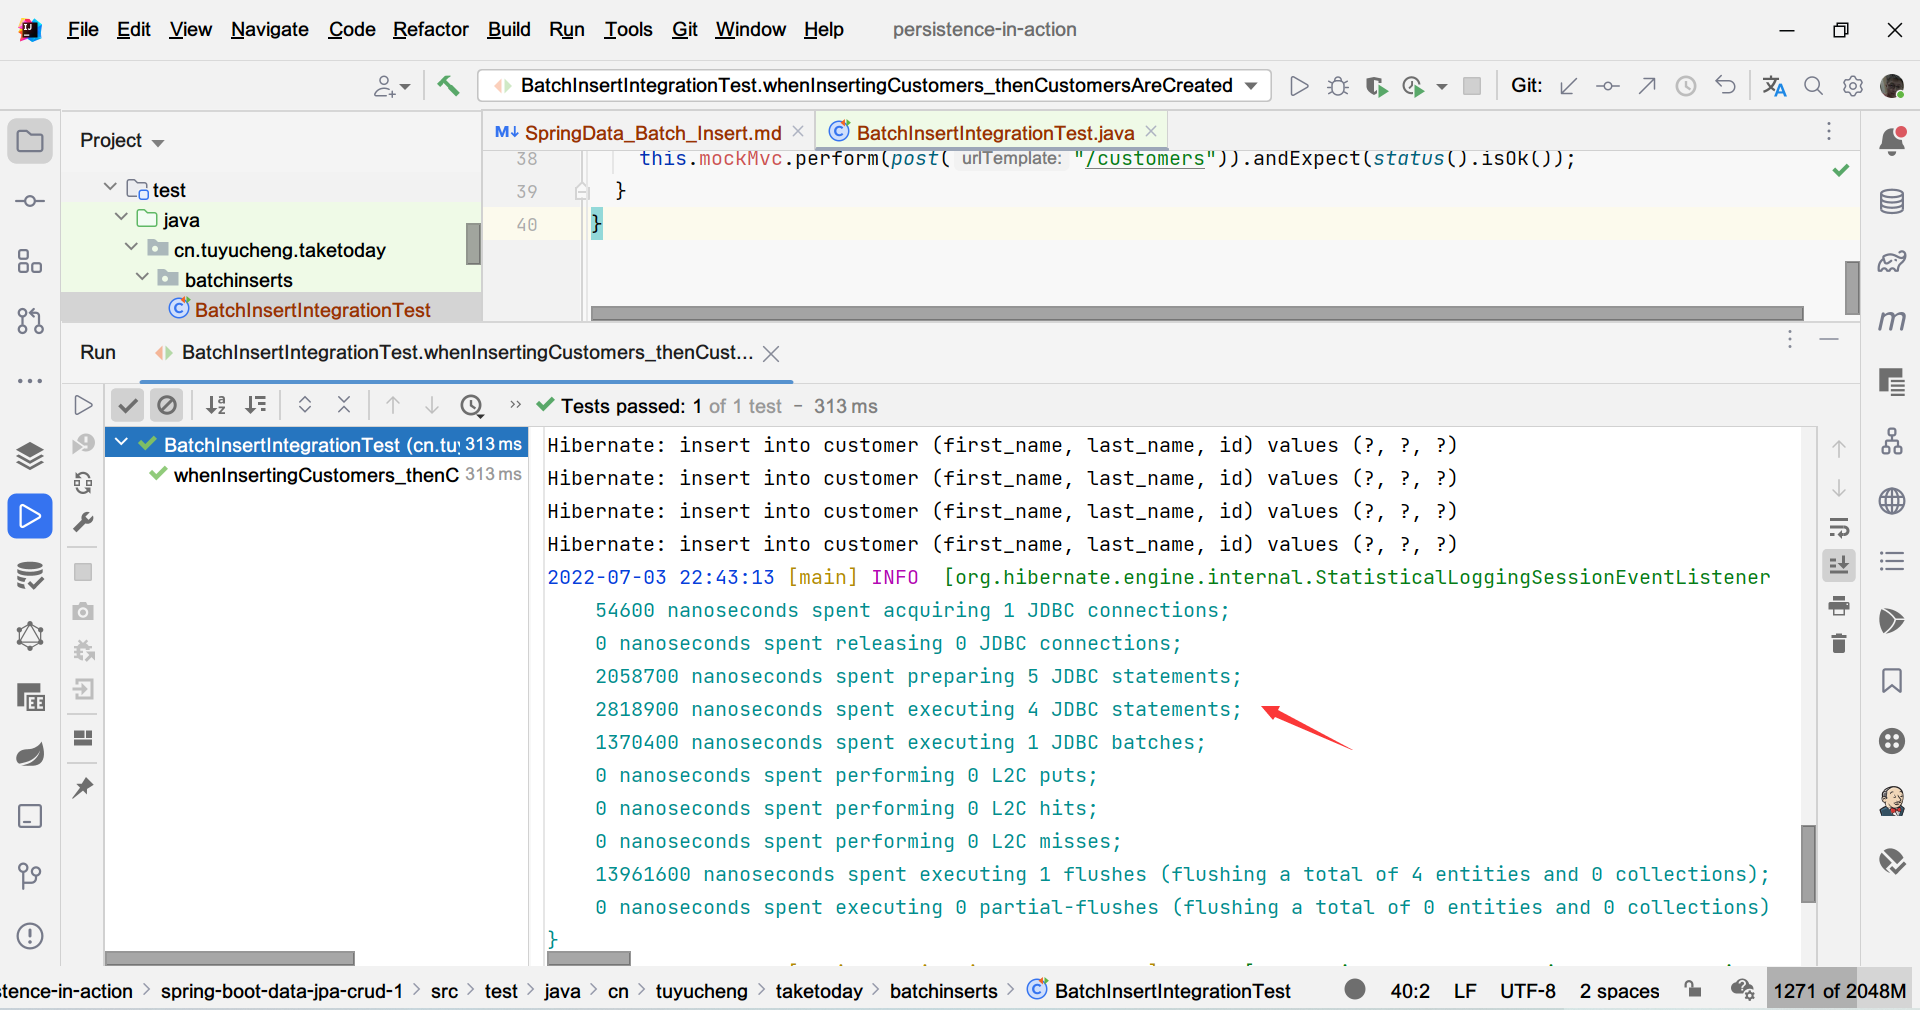 File Edit View Navigate Code Refactor Build Run Tools Git Window Help persistence-in-action
BatchInsertIntegrationTest.whenInsertingCustomers_thenCustomersAreCreated Git:
Project
SpringData_Batch_Insert.md BatchInsertIntegrationTest.java
test
java
cn.tuyucheng.taketoday
batchinserts
BatchInsertIntegrationTest
38 this.mockMvc.perform(post( urlTemplate: "/customers")).andExpect(status().isOk());
39 }
40 }
Run BatchInsertIntegrationTest.whenInsertingCustomers_thenCust...
Tests passed: 1 of 1 test – 313 ms
BatchInsertIntegrationTest (cn.tuy 313 ms
whenInsertingCustomers_thenC 313 ms
Hibernate: insert into customer (first_name, last_name, id) values (?, ?, ?)
Hibernate: insert into customer (first_name, last_name, id) values (?, ?, ?)
Hibernate: insert into customer (first_name, last_name, id) values (?, ?, ?)
Hibernate: insert into customer (first_name, last_name, id) values (?, ?, ?)
2022-07-03 22:43:13 [main] INFO [org.hibernate.engine.internal.StatisticalLoggingSessionEventListener
54600 nanoseconds spent acquiring 1 JDBC connections;
0 nanoseconds spent releasing 0 JDBC connections;
2058700 nanoseconds spent preparing 5 JDBC statements;
2818900 nanoseconds spent executing 4 JDBC statements;
1370400 nanoseconds spent executing 1 JDBC batches;
0 nanoseconds spent performing 0 L2C puts;
0 nanoseconds spent performing 0 L2C hits;
0 nanoseconds spent performing 0 L2C misses;
13961600 nanoseconds spent executing 1 flushes (flushing a total of 4 entities and 0 collections);
0 nanoseconds spent executing 0 partial-flushes (flushing a total of 0 entities and 0 collections)
}
tence-in-action > spring-boot-data-jpa-crud-1 > src > test > java > cn > tuyucheng > taketoday > batchinserts > BatchInsertIntegrationTest 40:2 LF UTF-8 2 spaces 1271 of 2048M